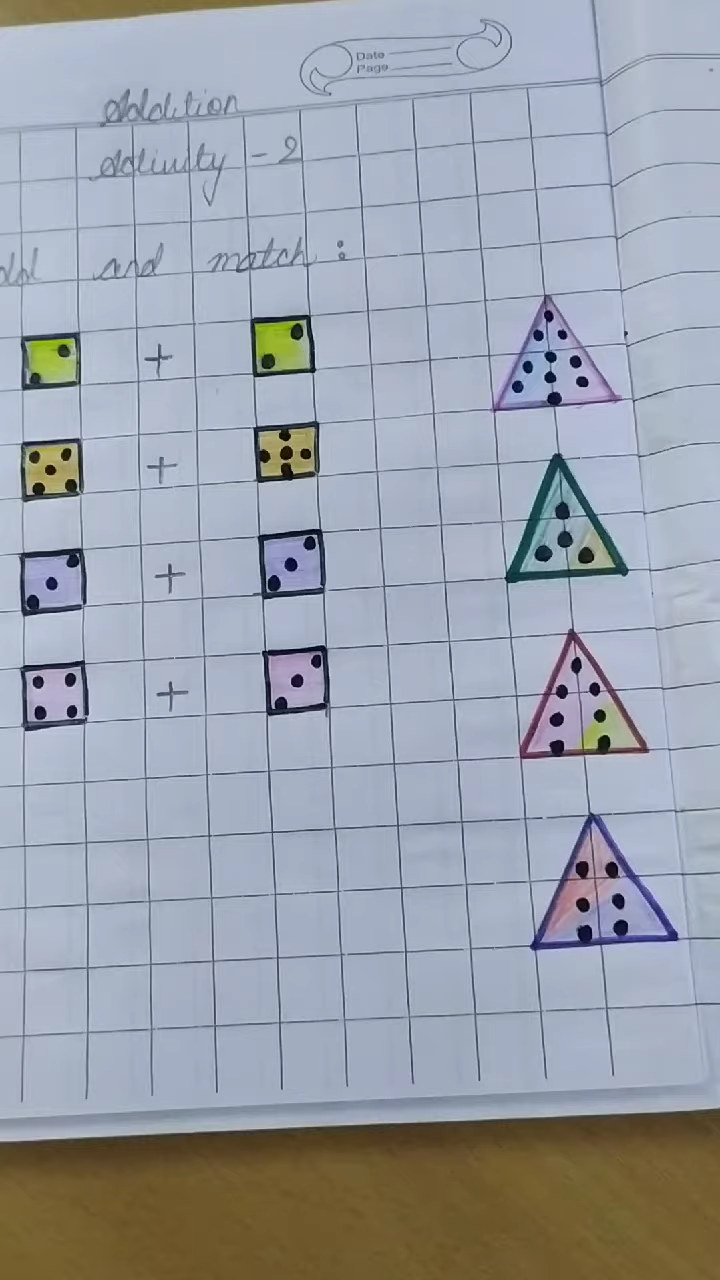 Date
Page
Addition
Activity - 2
and match :
+
+
+
+